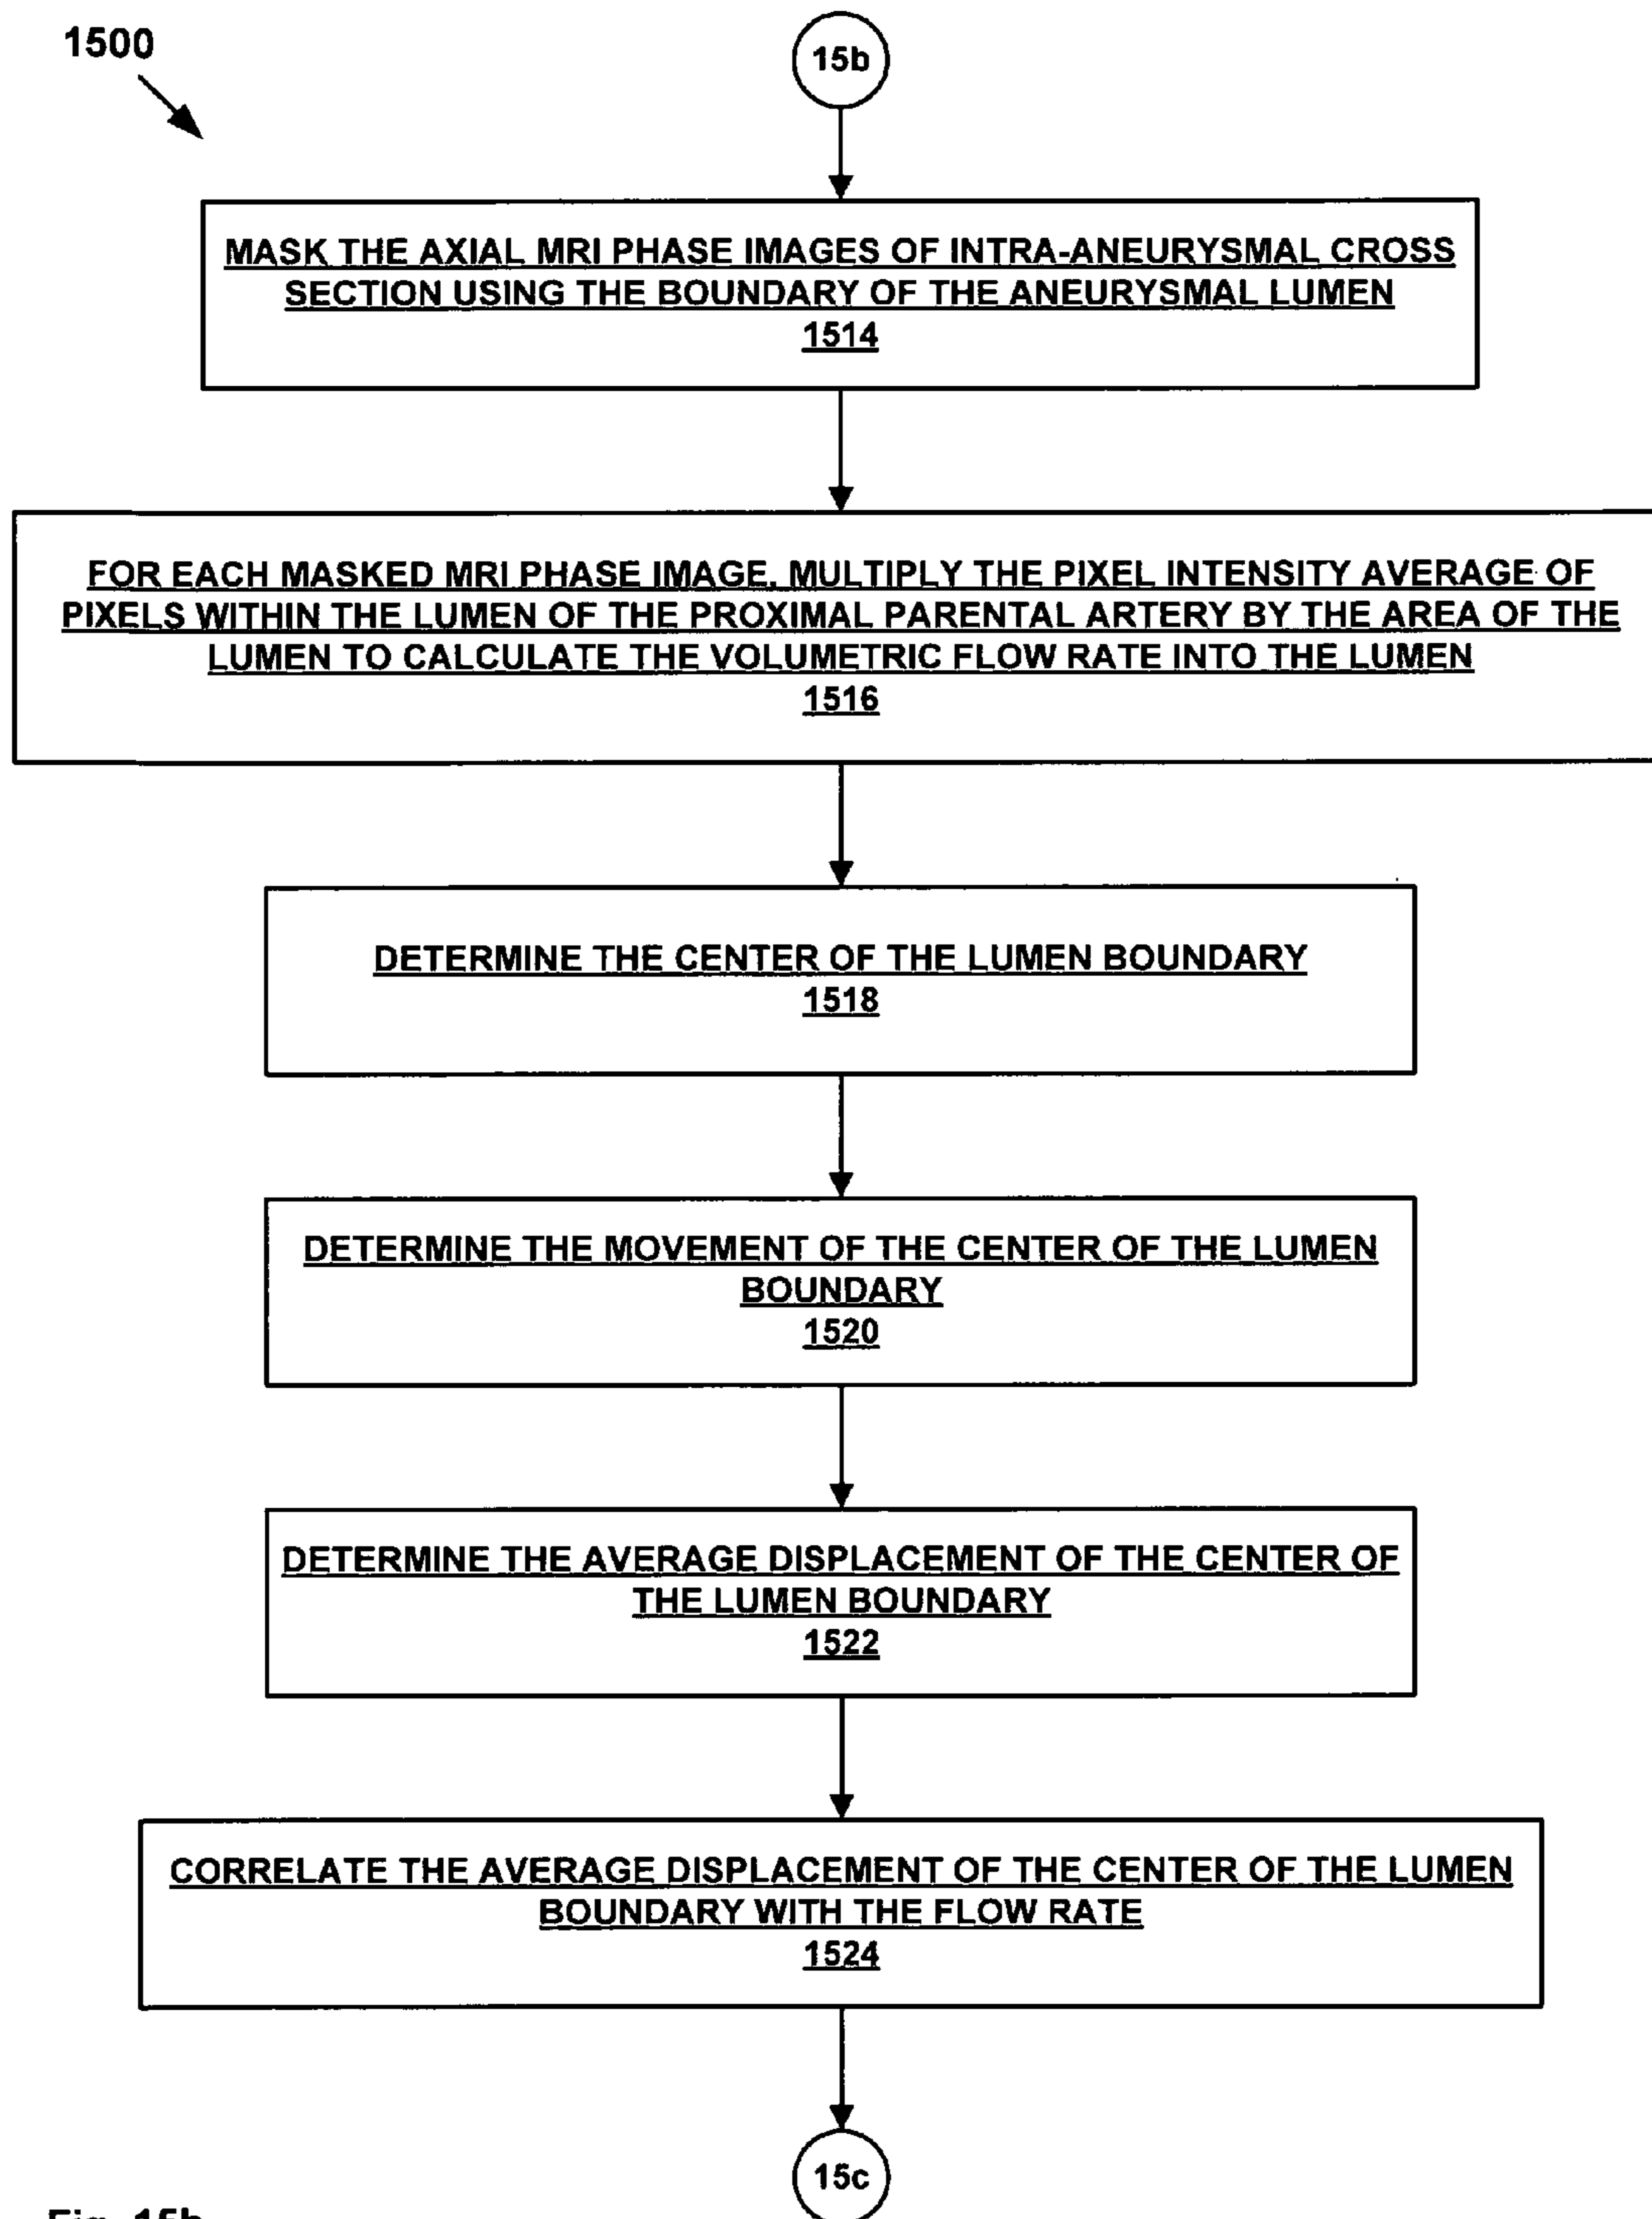 1500
15b
MASK THE AXIAL MRI PHASE IMAGES OF INTRA-ANEURYSMAL CROSS
SECTION USING THE BOUNDARY OF THE ANEURYSMAL LUMEN
1514
FOR EACH MASKED MRI PHASE IMAGE, MULTIPLY THE PIXEL INTENSITY AVERAGE OF
PIXELS WITHIN THE LUMEN OF THE PROXIMAL PARENTAL ARTERY BY THE AREA OF THE
LUMEN TO CALCULATE THE VOLUMETRIC FLOW RATE INTO THE LUMEN
1516
DETERMINE THE CENTER OF THE LUMEN BOUNDARY
1518
DETERMINE THE MOVEMENT OF THE CENTER OF THE LUMEN
BOUNDARY
1520
DETERMINE THE AVERAGE DISPLACEMENT OF THE CENTER OF
THE LUMEN BOUNDARY
1522
CORRELATE THE AVERAGE DISPLACEMENT OF THE CENTER OF THE LUMEN
BOUNDARY WITH THE FLOW RATE
1524
15c
Fig. 15b